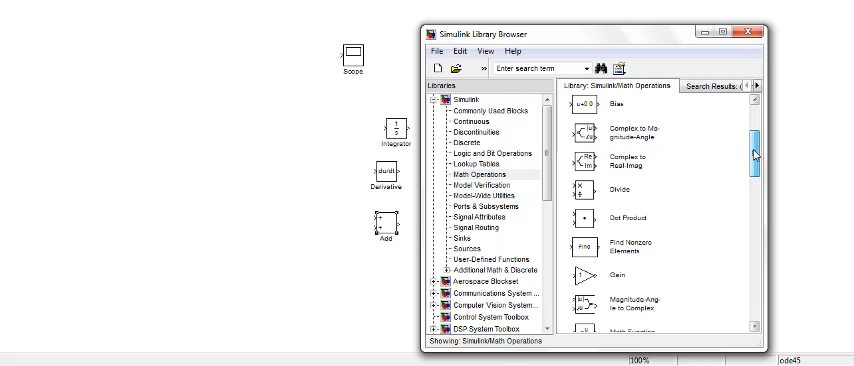 Simulink Library Browser
File Edit View Help
» Enter search term
Libraries
Library: Simulink/Math Operations
Search Results: (
Simulink
Commonly Used Blocks
Continuous
Discontinuities
Discrete
Logic and Bit Operations
Lookup Tables
Math Operations
Model Verification
Model-Wide Utilities
Ports & Subsystems
Signal Attributes
Signal Routing
Sinks
Sources
User-Defined Functions
Additional Math & Discrete
Aerospace Blockset
Communications System ...
Computer Vision System...
Control System Toolbox
DSP System Toolbox
u+0.0 Bias
|u|
∠u
Complex to Ma-
gnitude-Angle
Re
Im
Complex to
Real-Imag
×
÷
Divide
Dot Product
Find
Find Nonzero
Elements
1 Gain
|u|
∠u
Magnitude-Ang-
le to Complex
Showing: Simulink/Math Operations
Scope
1
s
Integrator
du/dt
Derivative
+
+
Add
100%
ode45